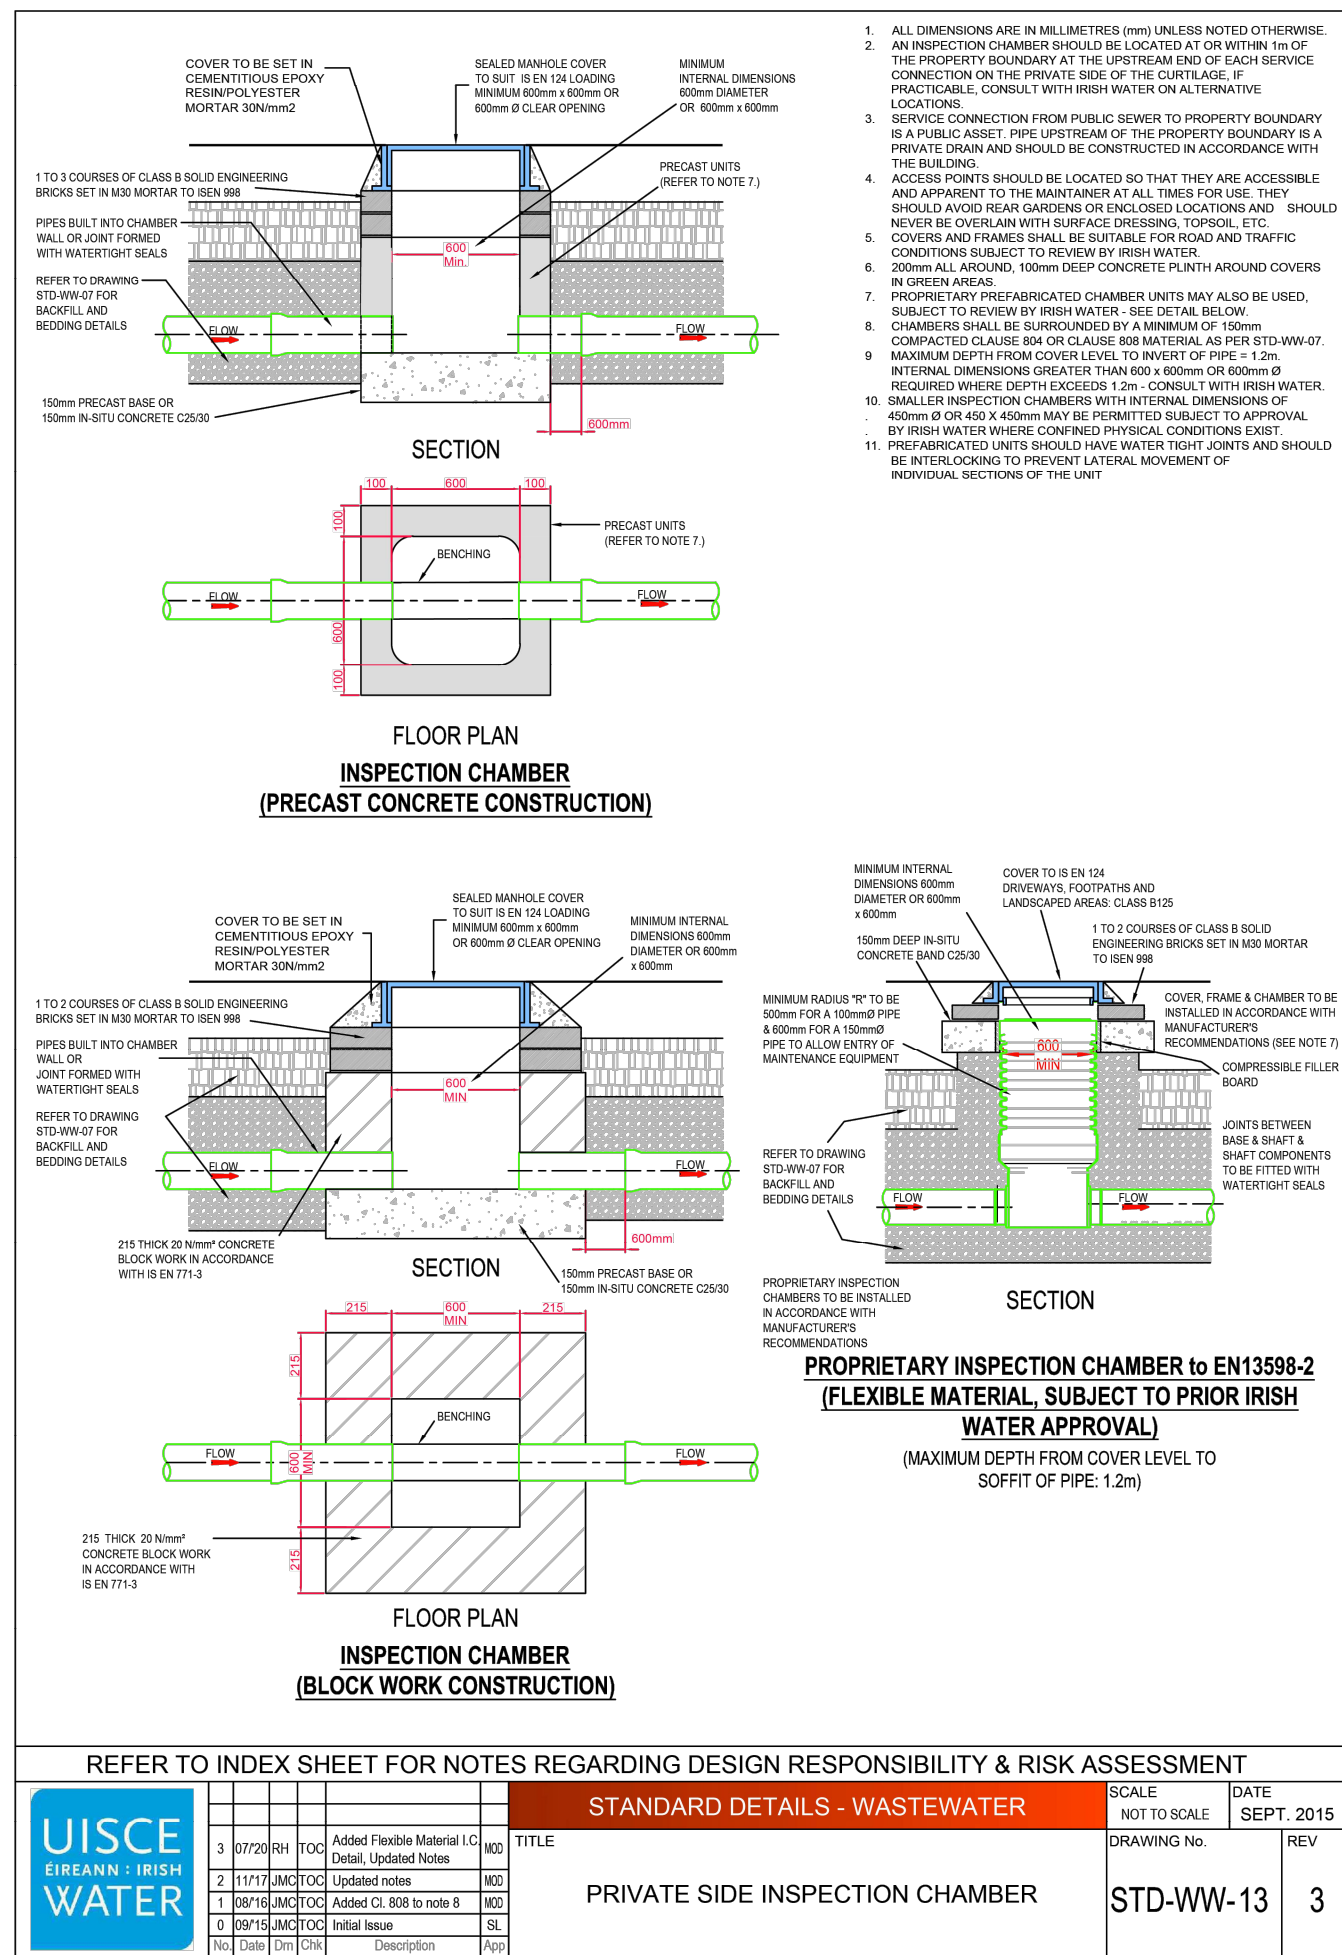 1. ALL DIMENSIONS ARE IN MILLIMETRES (mm) UNLESS NOTED OTHERWISE.
2. AN INSPECTION CHAMBER SHOULD BE LOCATED AT OR WITHIN 1m OF
THE PROPERTY BOUNDARY AT THE UPSTREAM END OF EACH SERVICE
CONNECTION ON THE PRIVATE SIDE OF THE CURTILAGE, IF
PRACTICABLE, CONSULT WITH IRISH WATER ON ALTERNATIVE
LOCATIONS.
3. SERVICE CONNECTION FROM PUBLIC SEWER TO PROPERTY BOUNDARY
IS A PUBLIC ASSET. PIPE UPSTREAM OF THE PROPERTY BOUNDARY IS A
PRIVATE DRAIN AND SHOULD BE CONSTRUCTED IN ACCORDANCE WITH
THE BUILDING.
4. ACCESS POINTS SHOULD BE LOCATED SO THAT THEY ARE ACCESSIBLE
AND APPARENT TO THE MAINTAINER AT ALL TIMES FOR USE. THEY
SHOULD AVOID REAR GARDENS OR ENCLOSED LOCATIONS AND SHOULD
NEVER BE OVERLAIN WITH SURFACE DRESSING, TOPSOIL, ETC.
5. COVERS AND FRAMES SHALL BE SUITABLE FOR ROAD AND TRAFFIC
CONDITIONS SUBJECT TO REVIEW BY IRISH WATER.
6. 200mm ALL AROUND, 100mm DEEP CONCRETE PLINTH AROUND COVERS
IN GREEN AREAS.
7. PROPRIETARY PREFABRICATED CHAMBER UNITS MAY ALSO BE USED,
SUBJECT TO REVIEW BY IRISH WATER - SEE DETAIL BELOW.
8. CHAMBERS SHALL BE SURROUNDED BY A MINIMUM OF 150mm
COMPACTED CLAUSE 804 OR CLAUSE 808 MATERIAL AS PER STD-WW-07.
9 MAXIMUM DEPTH FROM COVER LEVEL TO INVERT OF PIPE = 1.2m.
INTERNAL DIMENSIONS GREATER THAN 600 x 600mm OR 600mm Ø
REQUIRED WHERE DEPTH EXCEEDS 1.2m - CONSULT WITH IRISH WATER.
10. SMALLER INSPECTION CHAMBERS WITH INTERNAL DIMENSIONS OF
. 450mm Ø OR 450 X 450mm MAY BE PERMITTED SUBJECT TO APPROVAL
. BY IRISH WATER WHERE CONFINED PHYSICAL CONDITIONS EXIST.
11. PREFABRICATED UNITS SHOULD HAVE WATER TIGHT JOINTS AND SHOULD
BE INTERLOCKING TO PREVENT LATERAL MOVEMENT OF
INDIVIDUAL SECTIONS OF THE UNIT
COVER TO BE SET IN
CEMENTITIOUS EPOXY
RESIN/POLYESTER
MORTAR 30N/mm2
SEALED MANHOLE COVER
TO SUIT IS EN 124 LOADING
MINIMUM 600mm x 600mm OR
600mm Ø CLEAR OPENING
MINIMUM
INTERNAL DIMENSIONS
600mm DIAMETER
OR 600mm x 600mm
PRECAST UNITS
(REFER TO NOTE 7.)
1 TO 3 COURSES OF CLASS B SOLID ENGINEERING
BRICKS SET IN M30 MORTAR TO ISEN 998
PIPES BUILT INTO CHAMBER
WALL OR JOINT FORMED
WITH WATERTIGHT SEALS
REFER TO DRAWING
STD-WW-07 FOR
BACKFILL AND
BEDDING DETAILS
600
Min.
FLOW
FLOW
150mm PRECAST BASE OR
150mm IN-SITU CONCRETE C25/30
600mm
SECTION
100
600
100
100
600
100
PRECAST UNITS
(REFER TO NOTE 7.)
BENCHING
FLOW
FLOW
FLOOR PLAN
INSPECTION CHAMBER
(PRECAST CONCRETE CONSTRUCTION)
COVER TO BE SET IN
CEMENTITIOUS EPOXY
RESIN/POLYESTER
MORTAR 30N/mm2
SEALED MANHOLE COVER
TO SUIT IS EN 124 LOADING
MINIMUM 600mm x 600mm
OR 600mm Ø CLEAR OPENING
MINIMUM INTERNAL
DIMENSIONS 600mm
DIAMETER OR 600mm
x 600mm
1 TO 2 COURSES OF CLASS B SOLID ENGINEERING
BRICKS SET IN M30 MORTAR TO ISEN 998
PIPES BUILT INTO CHAMBER
WALL OR
JOINT FORMED WITH
WATERTIGHT SEALS
REFER TO DRAWING
STD-WW-07 FOR
BACKFILL AND
BEDDING DETAILS
600
MIN
FLOW
FLOW
215 THICK 20 N/mm² CONCRETE
BLOCK WORK IN ACCORDANCE
WITH IS EN 771-3
600mm
150mm PRECAST BASE OR
150mm IN-SITU CONCRETE C25/30
SECTION
215
600
MIN
215
215
600
MIN
215
BENCHING
FLOW
FLOW
215 THICK 20 N/mm²
CONCRETE BLOCK WORK
IN ACCORDANCE WITH
IS EN 771-3
FLOOR PLAN
INSPECTION CHAMBER
(BLOCK WORK CONSTRUCTION)
MINIMUM INTERNAL
DIMENSIONS 600mm
DIAMETER OR 600mm
x 600mm
COVER TO IS EN 124
DRIVEWAYS, FOOTPATHS AND
LANDSCAPED AREAS: CLASS B125
150mm DEEP IN-SITU
CONCRETE BAND C25/30
1 TO 2 COURSES OF CLASS B SOLID
ENGINEERING BRICKS SET IN M30 MORTAR
TO ISEN 998
MINIMUM RADIUS "R" TO BE
500mm FOR A 100mmØ PIPE
& 600mm FOR A 150mmØ
PIPE TO ALLOW ENTRY OF
MAINTENANCE EQUIPMENT
COVER, FRAME & CHAMBER TO BE
INSTALLED IN ACCORDANCE WITH
MANUFACTURER'S
RECOMMENDATIONS (SEE NOTE 7)
600
MIN
COMPRESSIBLE FILLER
BOARD
JOINTS BETWEEN
BASE & SHAFT &
SHAFT COMPONENTS
TO BE FITTED WITH
WATERTIGHT SEALS
REFER TO DRAWING
STD-WW-07 FOR
BACKFILL AND
BEDDING DETAILS
FLOW
FLOW
PROPRIETARY INSPECTION
CHAMBERS TO BE INSTALLED
IN ACCORDANCE WITH
MANUFACTURER'S
RECOMMENDATIONS
SECTION
PROPRIETARY INSPECTION CHAMBER to EN13598-2
(FLEXIBLE MATERIAL, SUBJECT TO PRIOR IRISH
WATER APPROVAL)
(MAXIMUM DEPTH FROM COVER LEVEL TO
SOFFIT OF PIPE: 1.2m)
REFER TO INDEX SHEET FOR NOTES REGARDING DESIGN RESPONSIBILITY & RISK ASSESSMENT
UISCE
ÉIREANN : IRISH
WATER
3 07/'20 RH TOC Added Flexible Material I.C. Detail, Updated Notes MOD
2 11/'17 JMC TOC Updated notes MOD
1 08/'16 JMC TOC Added Cl. 808 to note 8 MOD
0 09/'15 JMC TOC Initial Issue SL
No. Date Drn Chk Description App
STANDARD DETAILS - WASTEWATER
TITLE
PRIVATE SIDE INSPECTION CHAMBER
SCALE
NOT TO SCALE
DATE
SEPT. 2015
DRAWING No.
STD-WW-13
REV
3